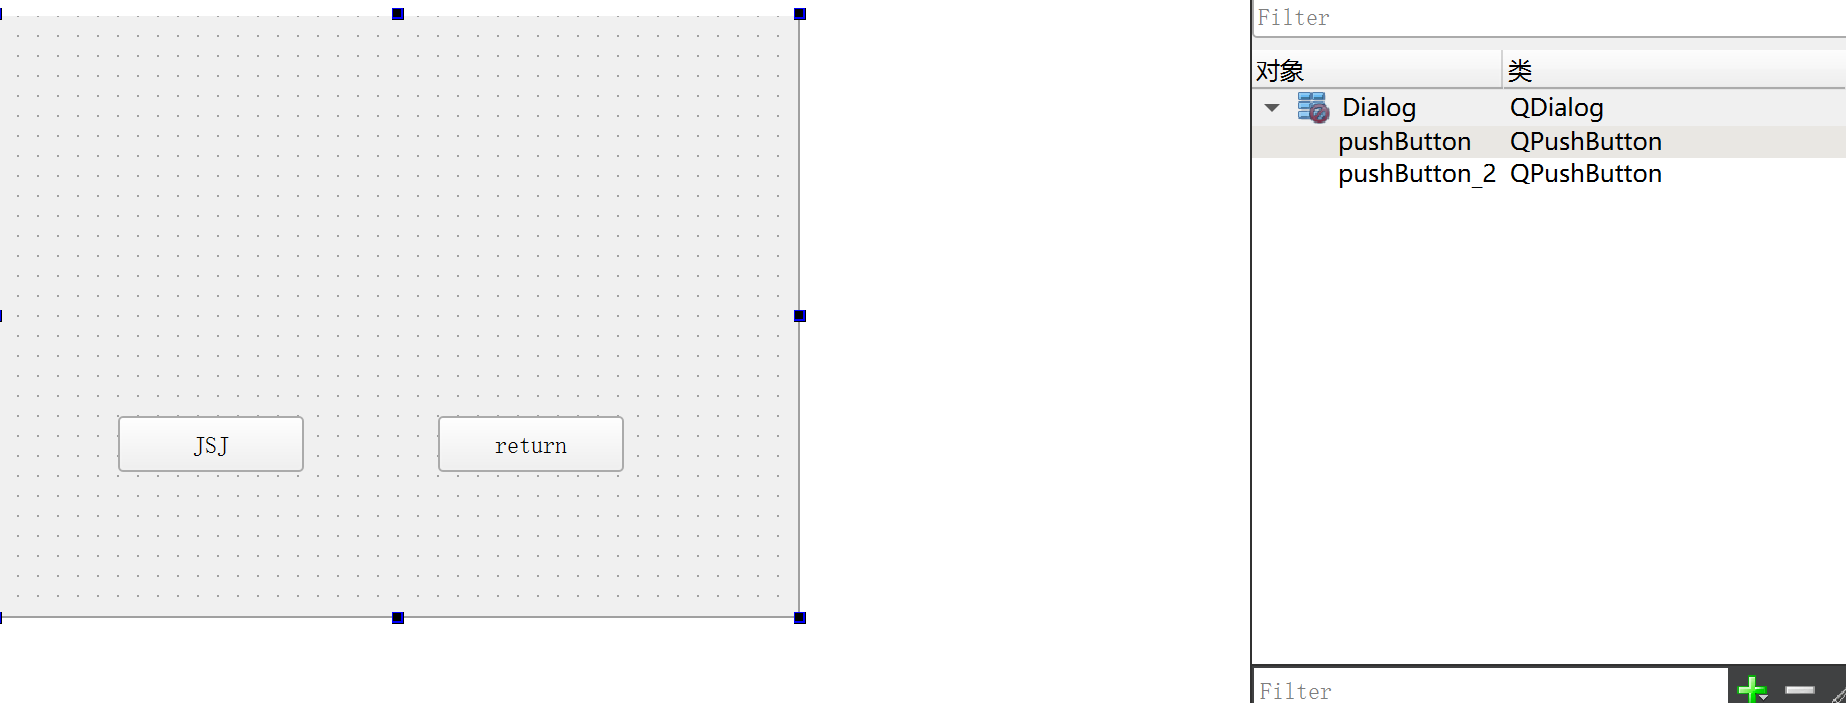 JSJ
return
Filter
对象 类
Dialog QDialog
pushButton QPushButton
pushButton_2 QPushButton
Filter